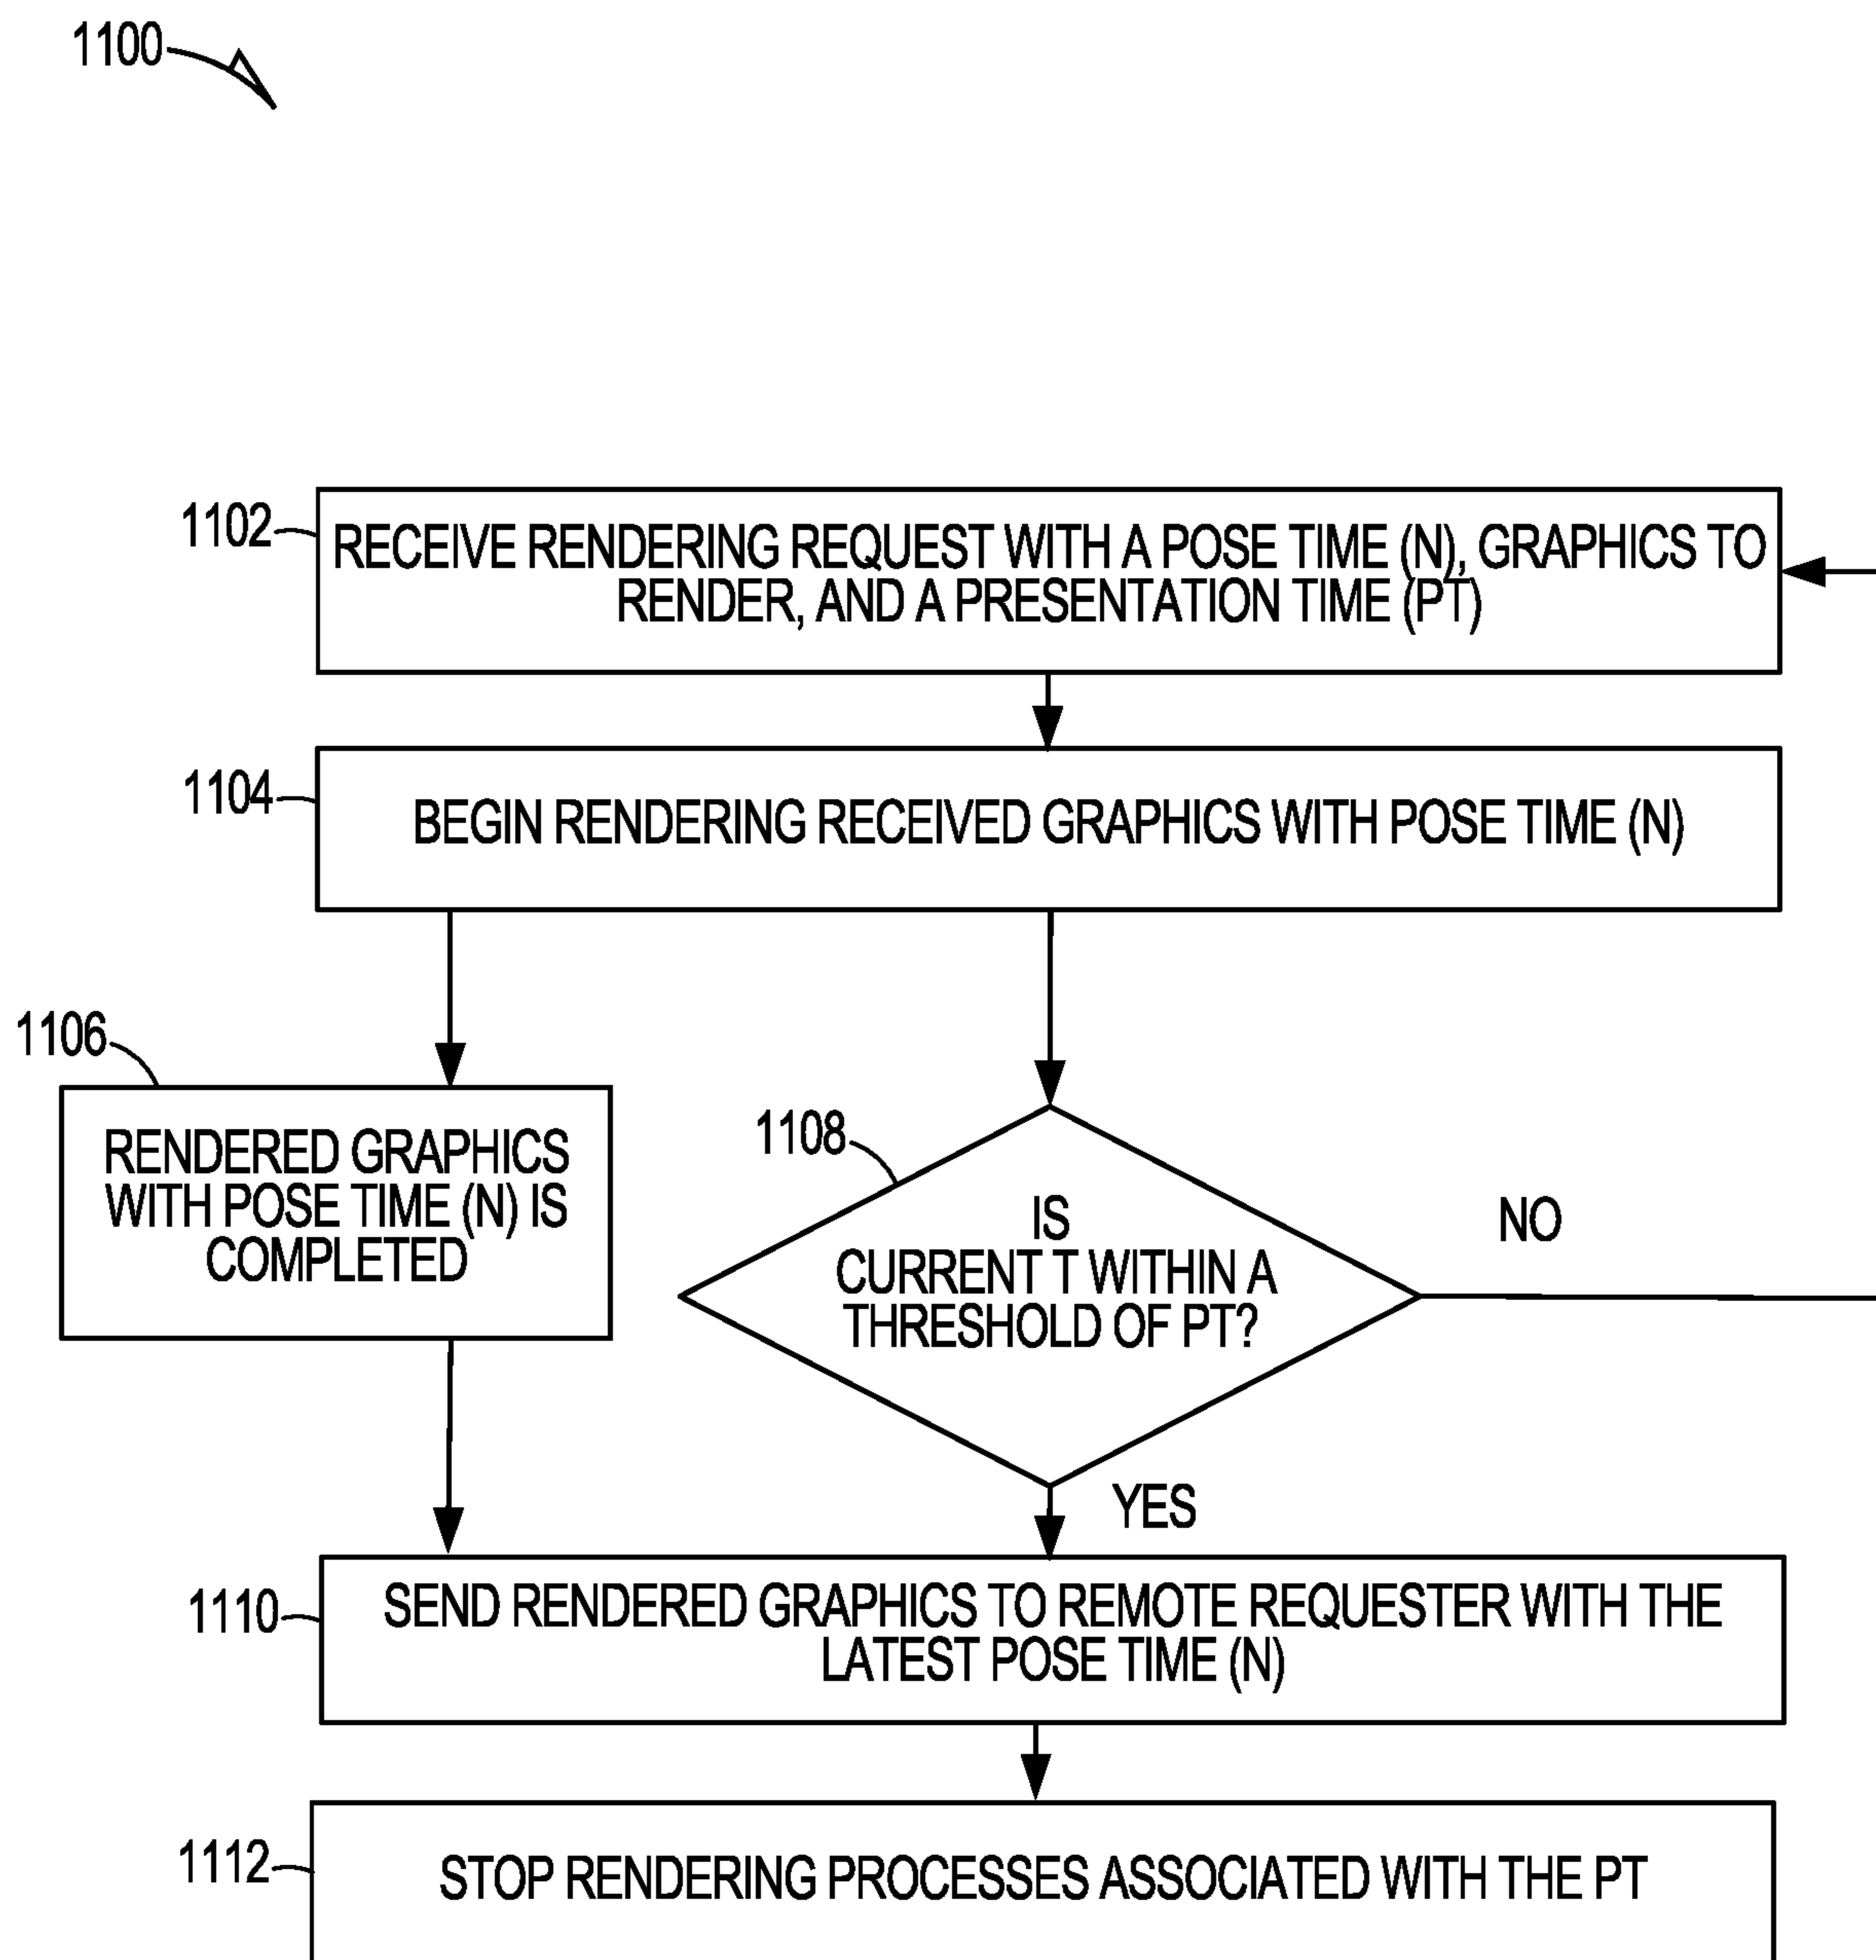 1100
1102
RECEIVE RENDERING REQUEST WITH A POSE TIME (N), GRAPHICS TO
RENDER, AND A PRESENTATION TIME (PT)
1104
BEGIN RENDERING RECEIVED GRAPHICS WITH POSE TIME (N)
1106
RENDERED GRAPHICS
WITH POSE TIME (N) IS
COMPLETED
1108
IS
CURRENT T WITHIN A
THRESHOLD OF PT?
NO
YES
1110
SEND RENDERED GRAPHICS TO REMOTE REQUESTER WITH THE
LATEST POSE TIME (N)
1112
STOP RENDERING PROCESSES ASSOCIATED WITH THE PT